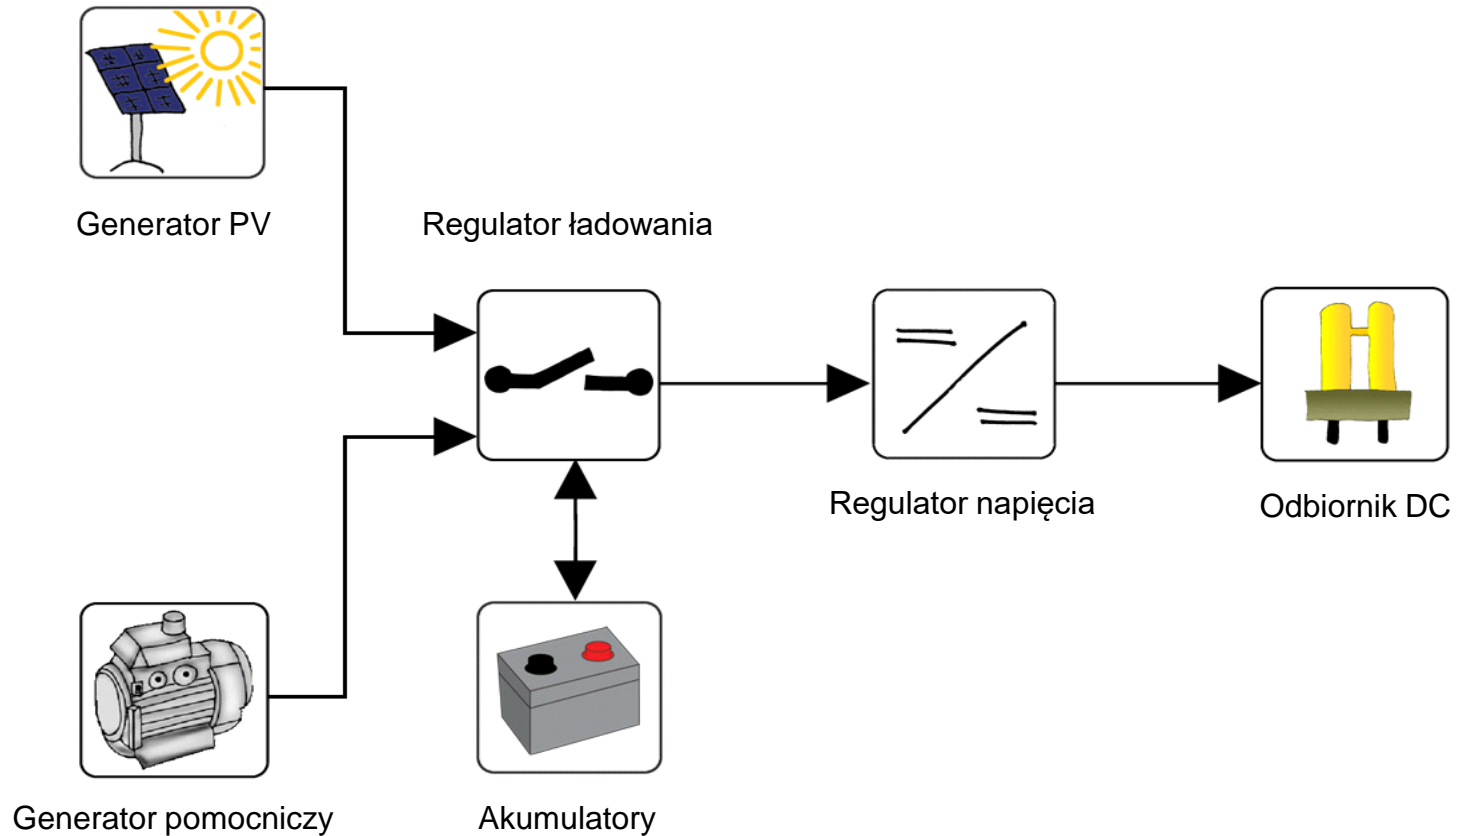 Generator PV
Regulator ładowania
Regulator napięcia
Odbiornik DC
Generator pomocniczy
Akumulatory